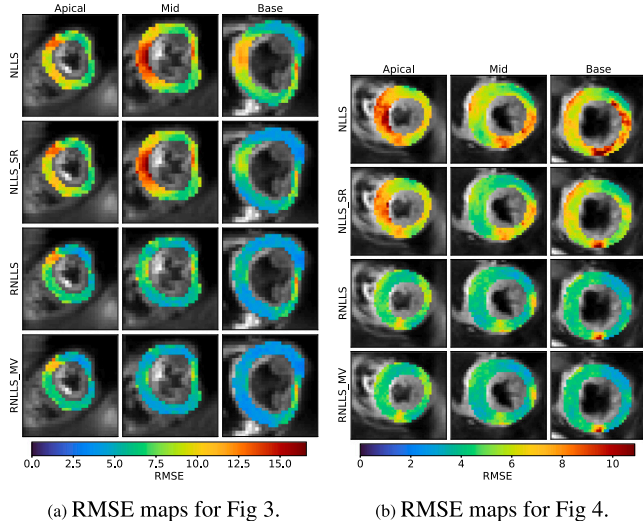 Apical Mid Base
NLLS
NLLS_SR
RNLLS
RNLLS_MV
0.0 2.5 5.0 7.5 10.0 12.5 15.0
RMSE
(a) RMSE maps for Fig 3.
Apical Mid Base
NLLS
NLLS_SR
RNLLS
RNLLS_MV
0 2 4 6 8 10
RMSE
(b) RMSE maps for Fig 4.